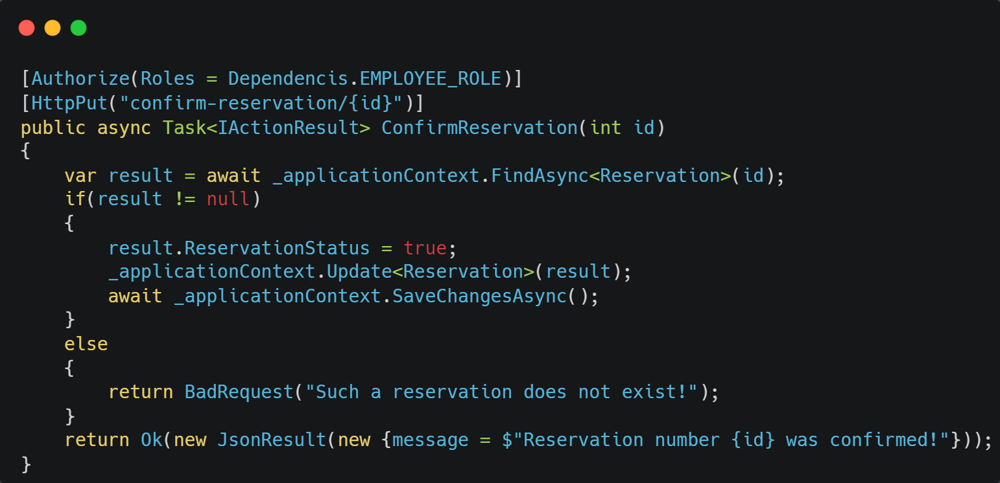 [Authorize(Roles = Dependencis.EMPLOYEE_ROLE)]
[HttpPut("confirm-reservation/{id}")]
public async Task<IActionResult> ConfirmReservation(int id)
{
    var result = await _applicationContext.FindAsync<Reservation>(id);
    if(result != null)
    {
        result.ReservationStatus = true;
        _applicationContext.Update<Reservation>(result);
        await _applicationContext.SaveChangesAsync();
    }
    else
    {
        return BadRequest("Such a reservation does not exist!");
    }
    return Ok(new JsonResult(new {message = $"Reservation number {id} was confirmed!"}));
}